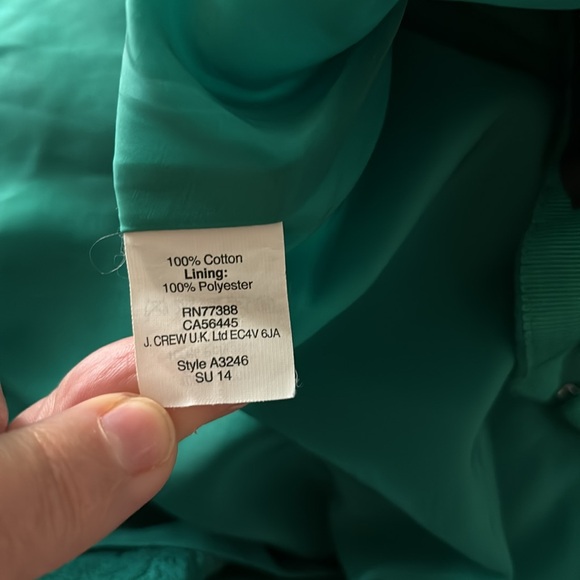 100% Cotton
Lining:
100% Polyester
RN77388
CA56445
J. CREW U.K. Ltd EC4V 6JA
Style A3246
SU 14